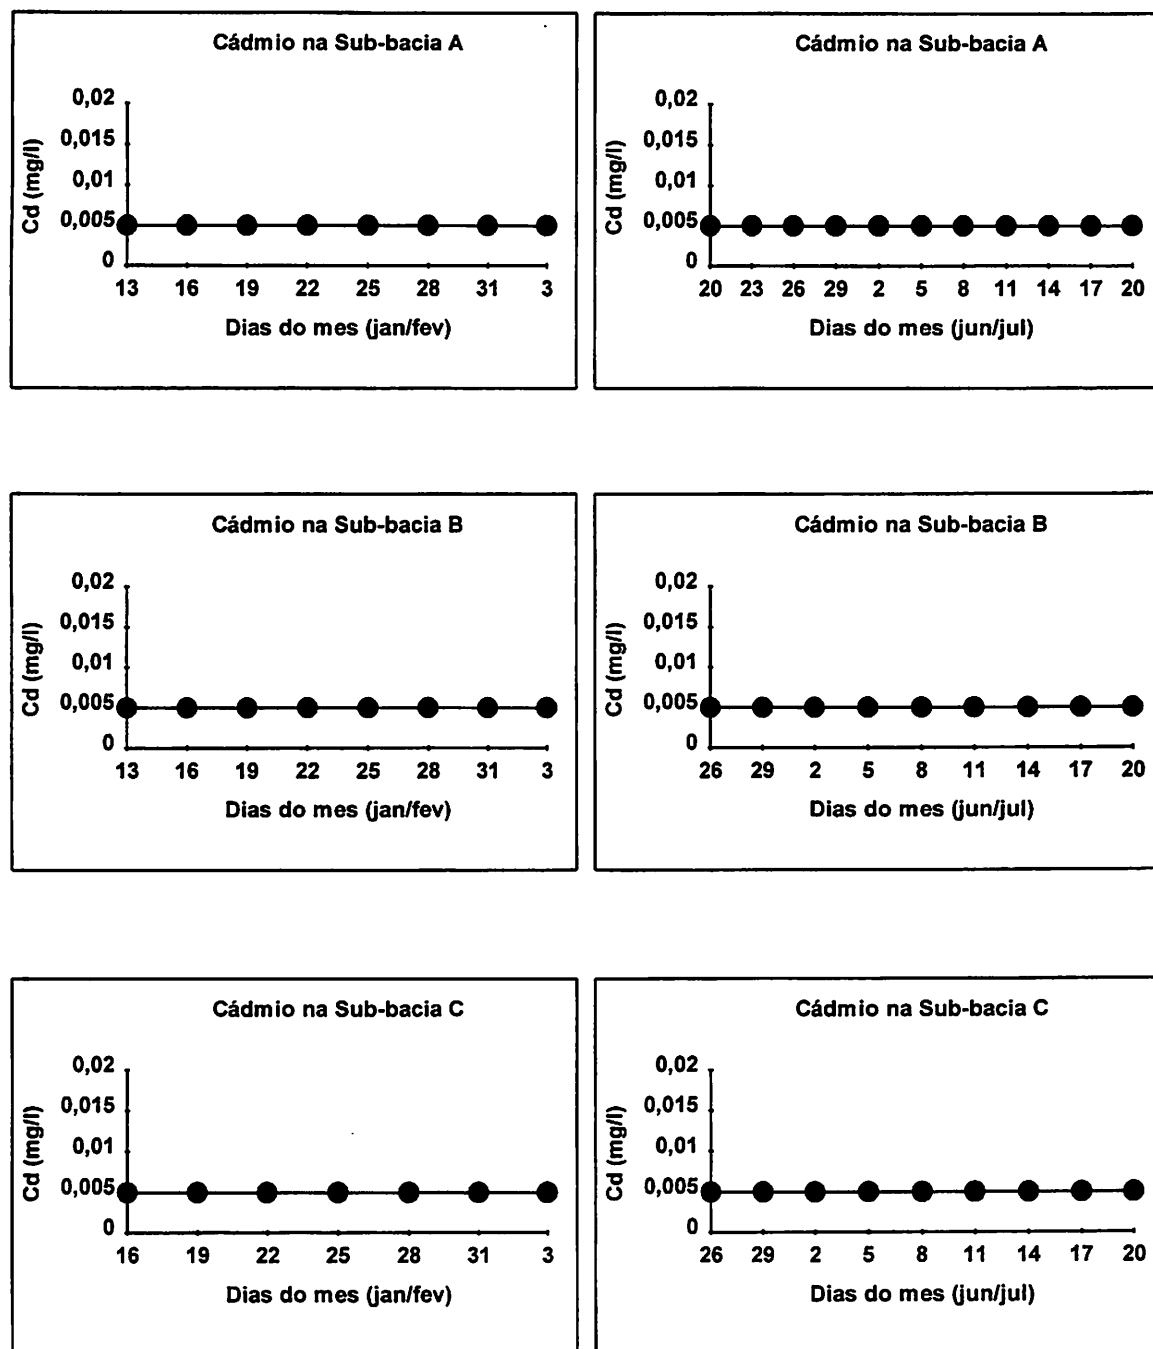 Cádmio na Sub-bacia A
0,02
0,015
0,01
0,005
0
Cd (mg/l)
13 16 19 22 25 28 31 3
Dias do mes (jan/fev)
Cádmio na Sub-bacia A
0,02
0,015
0,01
0,005
0
Cd (mg/l)
20 23 26 29 2 5 8 11 14 17 20
Dias do mes (jun/jul)
Cádmio na Sub-bacia B
0,02
0,015
0,01
0,005
0
Cd (mg/l)
13 16 19 22 25 28 31 3
Dias do mes (jan/fev)
Cádmio na Sub-bacia B
0,02
0,015
0,01
0,005
0
Cd (mg/l)
26 29 2 5 8 11 14 17 20
Dias do mes (jun/jul)
Cádmio na Sub-bacia C
0,02
0,015
0,01
0,005
0
Cd (mg/l)
16 19 22 25 28 31 3
Dias do mes (jan/fev)
Cádmio na Sub-bacia C
0,02
0,015
0,01
0,005
0
Cd (mg/l)
26 29 2 5 8 11 14 17 20
Dias do mes (jun/jul)